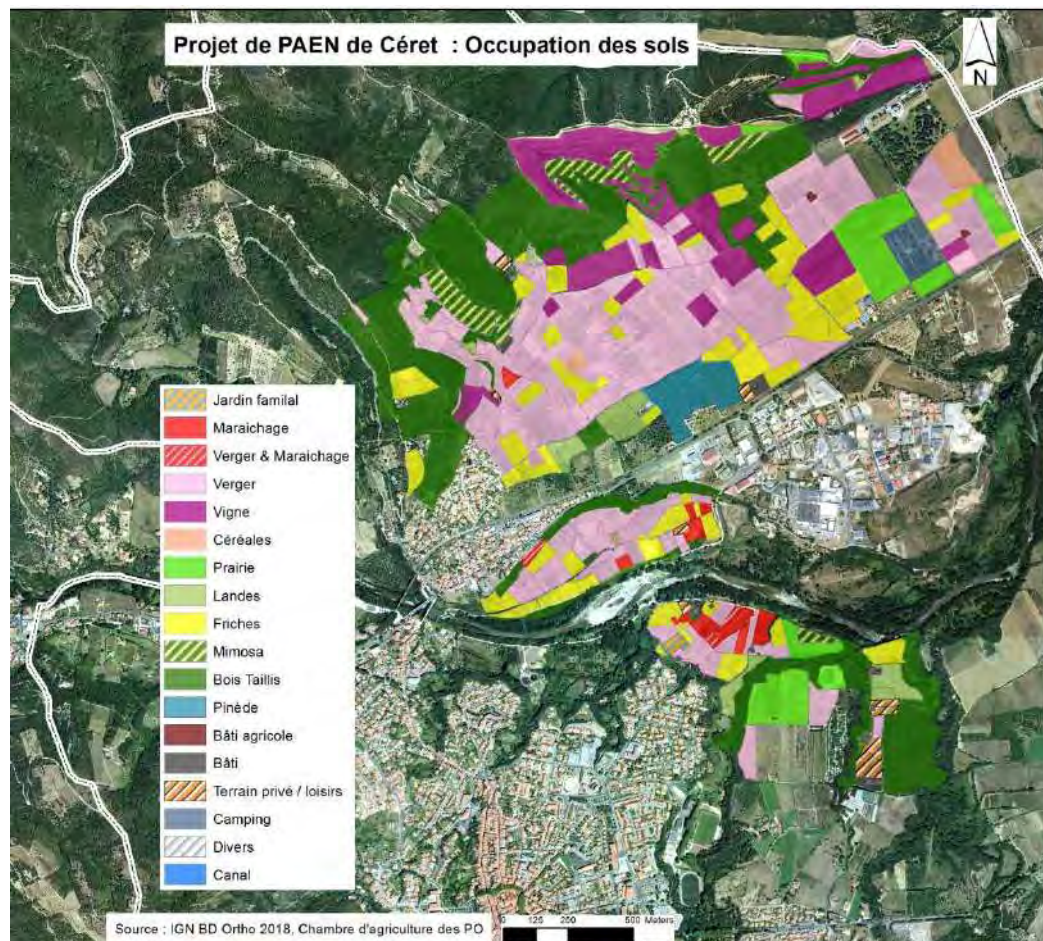 Projet de PAEN de Céret : Occupation des sols
N
Jardin familal
Maraichage
Verger & Maraichage
Verger
Vigne
Céréales
Prairie
Landes
Friches
Mimosa
Bois Taillis
Pinède
Bâti agricole
Bâti
Terrain privé / loisirs
Camping
Divers
Canal
Source : IGN BD Ortho 2018, Chambre d'agriculture des PO
0 125 200 500 Meters